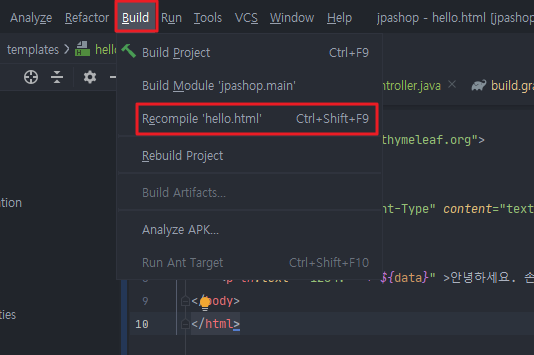 Analyze Refactor Build Run Tools VCS Window Help jpashop - hello.html [jpashop
templates hello
Build Project Ctrl+F9
Build Module 'jpashop.main'
ntroller.java build.gra
Recompile 'hello.html' Ctrl+Shift+F9
thymeleaf.org">
Rebuild Project
Build Artifacts...
nt-Type" content="text
Analyze APK...
Run Ant Target Ctrl+Shift+F10
${data}" >안녕하세요. 손
9 </body>
10 </html>
ation
ties